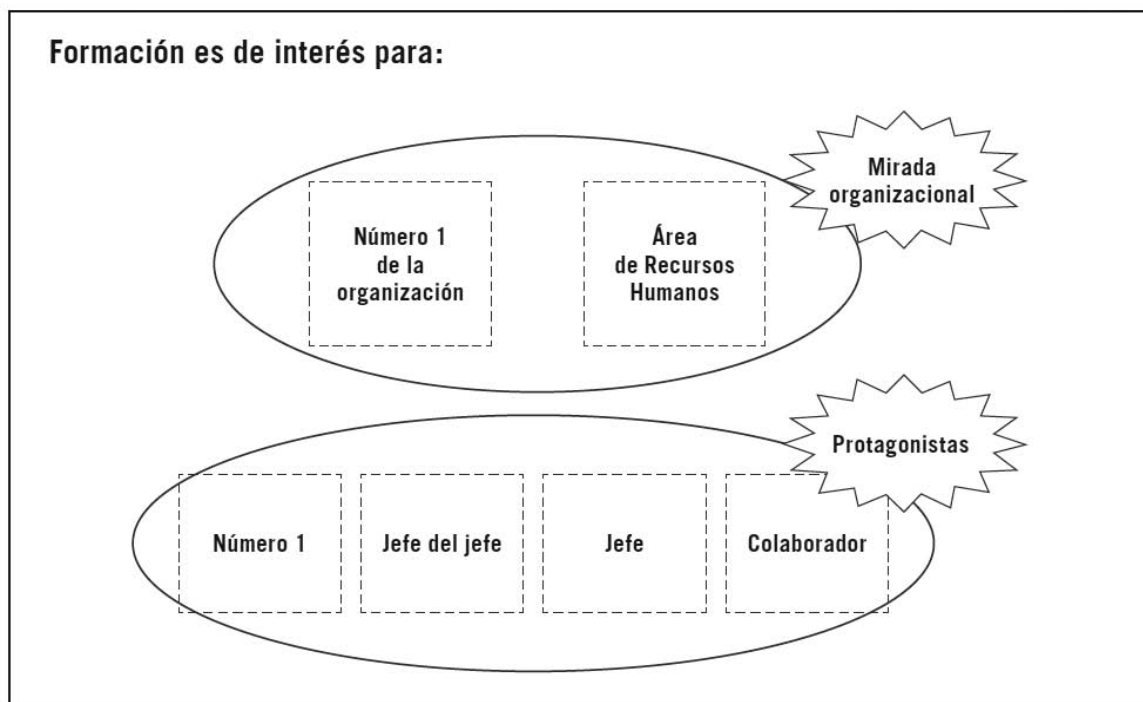 Formación es de interés para:
Mirada
organizacional
Número 1
de la
organización
Área
de Recursos
Humanos
Protagonistas
Número 1
Jefe del jefe
Jefe
Colaborador